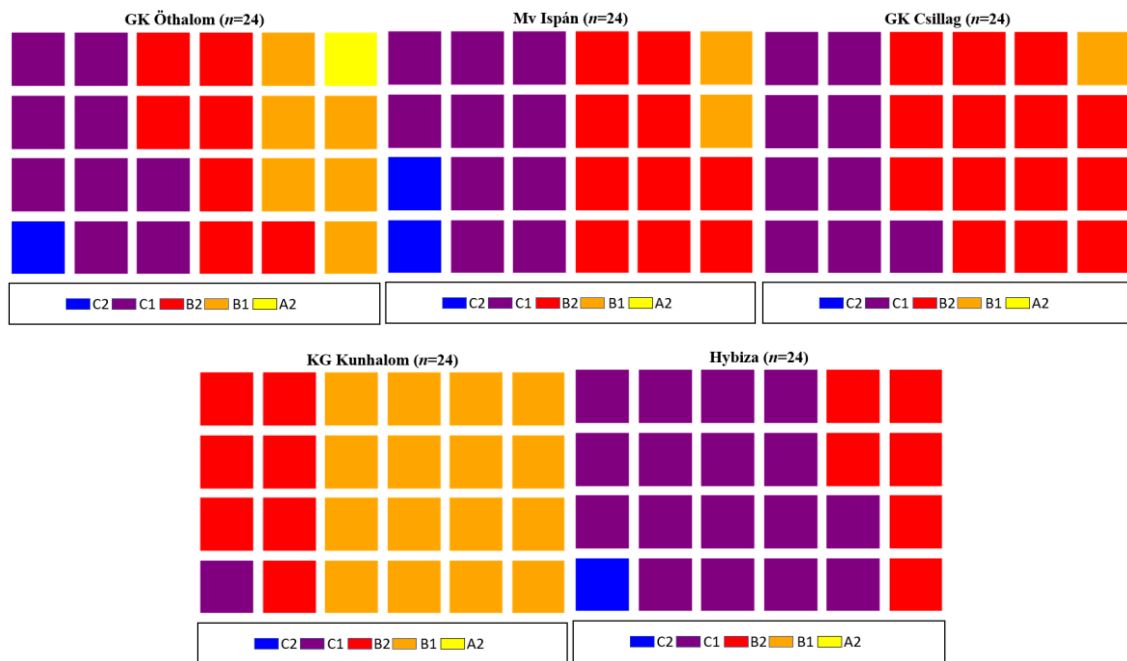 GK Öthalom (n=24)
Mv Ispán (n=24)
GK Csillag (n=24)
C2 C1 B2 B1 A2
C2 C1 B2 B1 A2
C2 C1 B2 B1 A2
KG Kunhalom (n=24)
Hybiza (n=24)
C2 C1 B2 B1 A2
C2 C1 B2 B1 A2